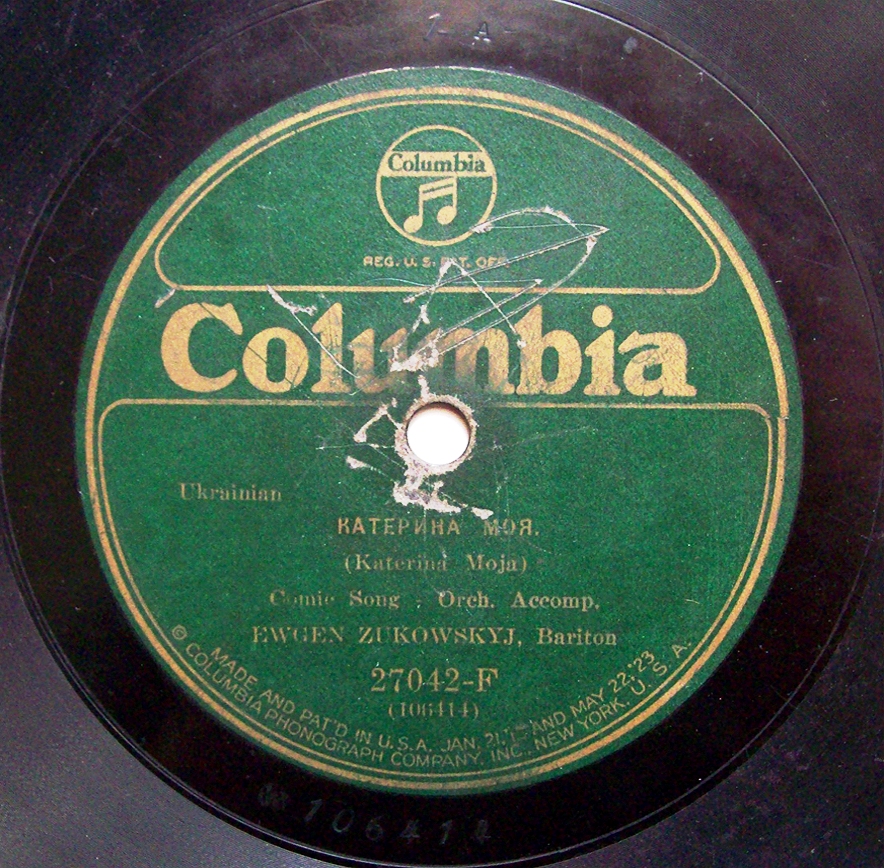 1-A-
Columbia
REG. U. S. PAT. OFF.
Columbia
Ukrainian
КАТЕРИНА МОЯ.
(Katerina Moja)
Comic Song . Orch. Accomp.
EWGEN ZUKOWSKYJ, Bariton
27042-F
(106414)
MADE AND PAT'D IN U.S.A. JAN. 21,'13 AND MAY 22,'23
© COLUMBIA PHONOGRAPH COMPANY, INC., NEW YORK, U. S. A.
106414